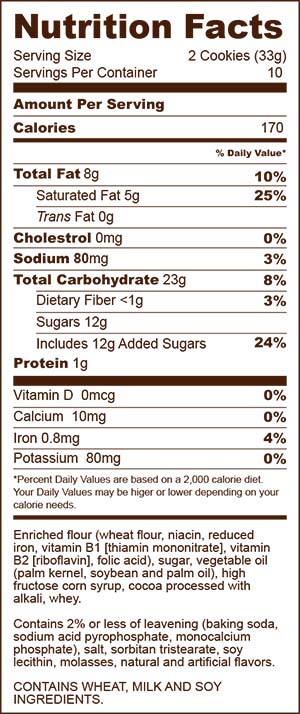 Nutrition Facts
Serving Size 2 Cookies (33g)
Servings Per Container 10
Amount Per Serving
Calories 170
% Daily Value*
Total Fat 8g 10%
Saturated Fat 5g 25%
Trans Fat 0g
Cholestrol 0mg 0%
Sodium 80mg 3%
Total Carbohydrate 23g 8%
Dietary Fiber <1g 3%
Sugars 12g
Includes 12g Added Sugars 24%
Protein 1g
Vitamin D 0mcg 0%
Calcium 10mg 0%
Iron 0.8mg 4%
Potassium 80mg 0%
*Percent Daily Values are based on a 2,000 calorie diet.
Your Daily Values may be higer or lower depending on your
calorie needs.
Enriched flour (wheat flour, niacin, reduced
iron, vitamin B1 [thiamin mononitrate], vitamin
B2 [riboflavin], folic acid), sugar, vegetable oil
(palm kernel, soybean and palm oil), high
fructose corn syrup, cocoa processed with
alkali, whey.
Contains 2% or less of leavening (baking soda,
sodium acid pyrophosphate, monocalcium
phosphate), salt, sorbitan tristearate, soy
lecithin, molasses, natural and artificial flavors.
CONTAINS WHEAT, MILK AND SOY
INGREDIENTS.